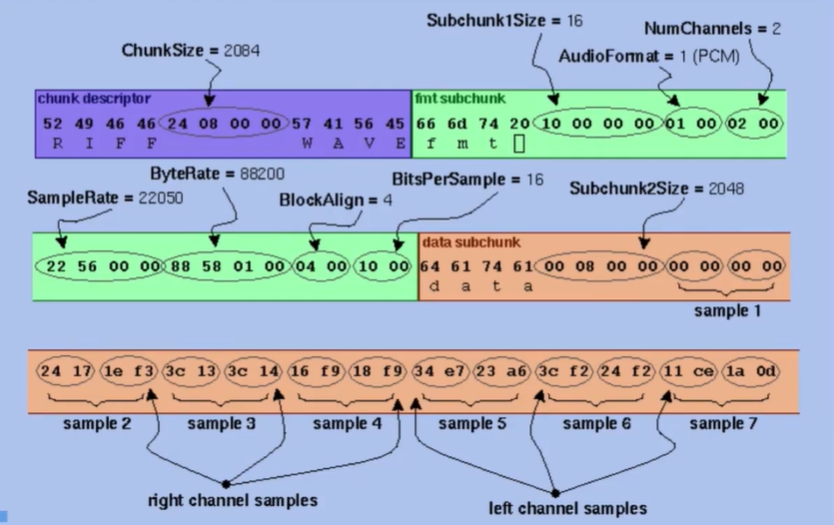 Subchunk1Size = 16
NumChannels = 2
ChunkSize = 2084
AudioFormat = 1 (PCM)
chunk descriptor
fmt subchunk
52 49 46 46 24 08 00 00 57 41 56 45 66 6d 74 20 10 00 00 00 01 00 02 00
R I F F W A V E f m t
ByteRate = 88200
BitsPerSample = 16
Subchunk2Size = 2048
SampleRate = 22050
BlockAlign = 4
data subchunk
22 56 00 00 88 58 01 00 04 00 10 00 64 61 74 61 00 08 00 00 00 00 00 00
d a t a
sample 1
24 17 1e f3 3c 13 3c 14 16 f9 18 f9 34 e7 23 a6 3c f2 24 f2 11 ce 1a 0d
sample 2 sample 3 sample 4 sample 5 sample 6 sample 7
right channel samples
left channel samples